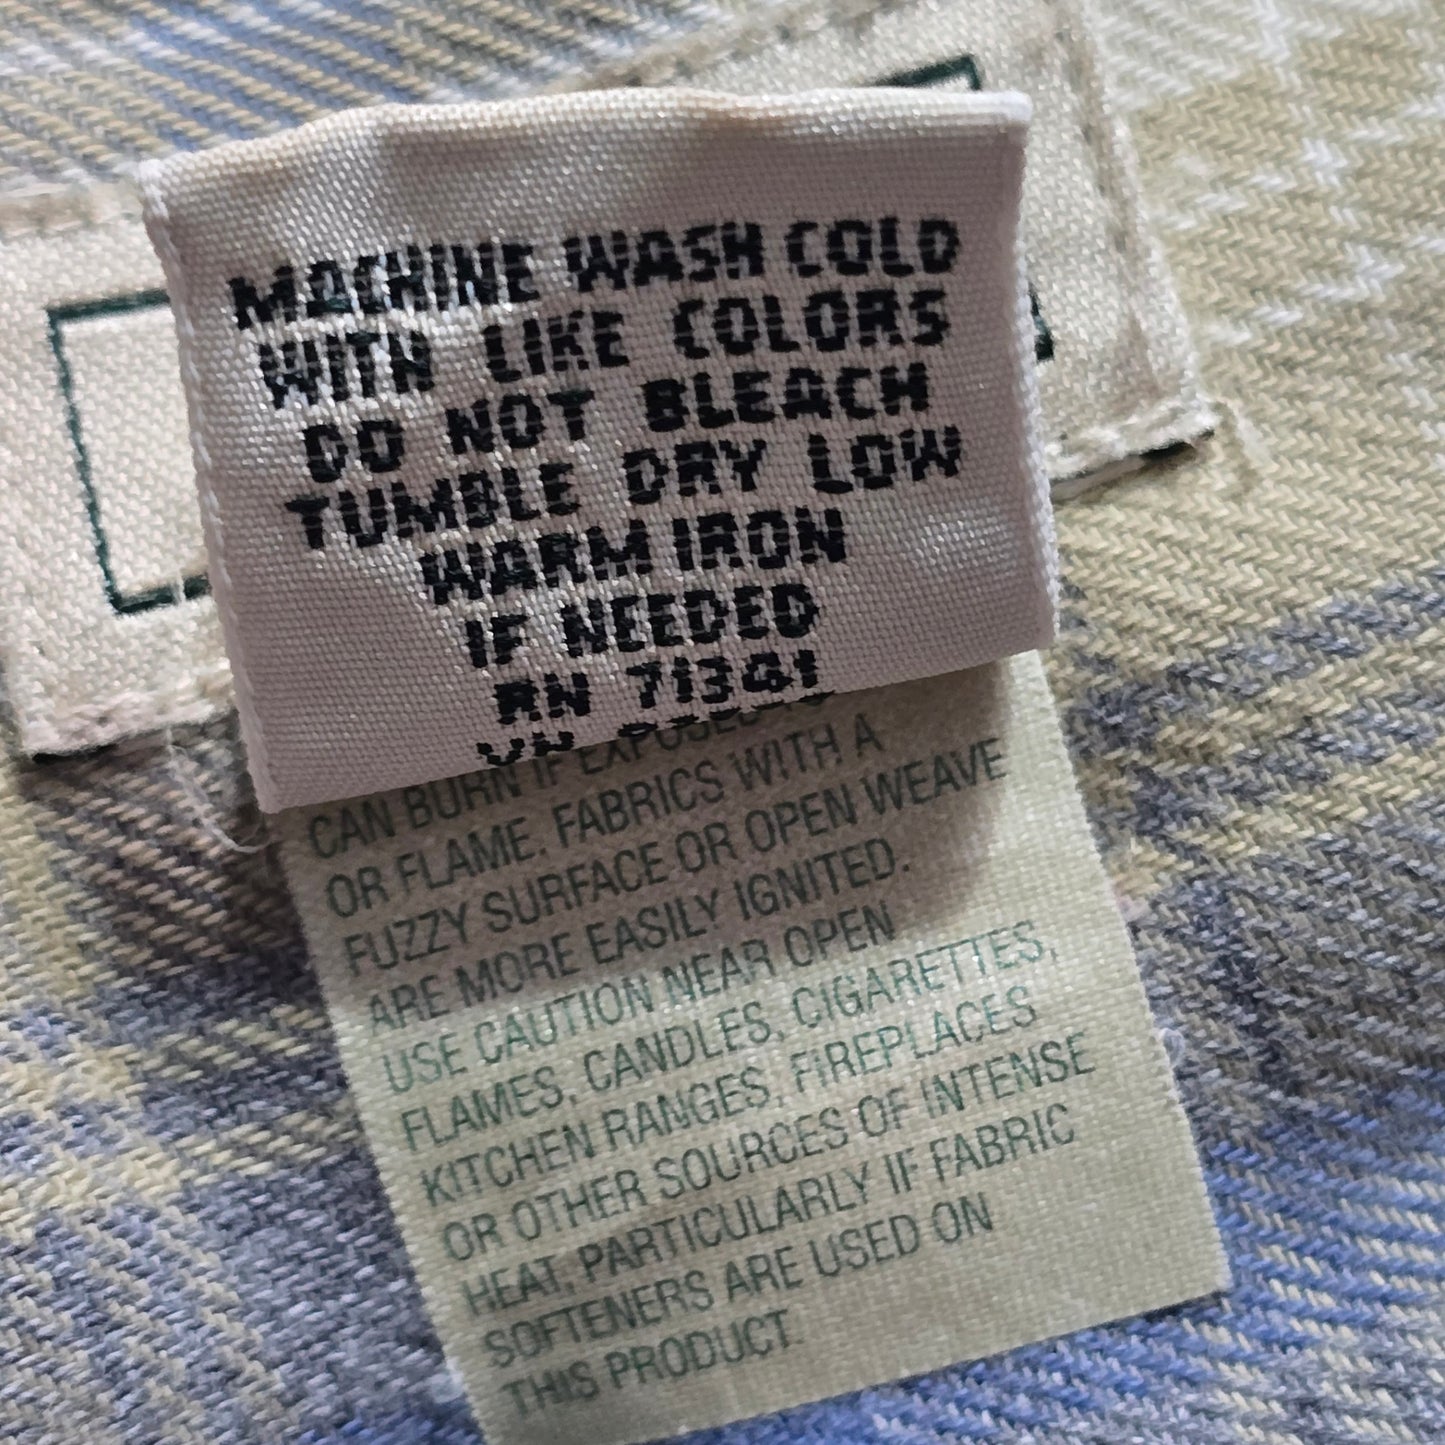 MACHINE WASH COLD
WITH LIKE COLORS
DO NOT BLEACH
TUMBLE DRY LOW
WARM IRON
IF NEEDED
RN 71341
CAN BURN IF EXPOSED TO
OR FLAME. FABRICS WITH A
FUZZY SURFACE OR OPEN WEAVE
ARE MORE EASILY IGNITED.
USE CAUTION NEAR OPEN
FLAMES, CANDLES, CIGARETTES,
KITCHEN RANGES, FIREPLACES
OR OTHER SOURCES OF INTENSE
HEAT, PARTICULARLY IF FABRIC
SOFTENERS ARE USED ON
THIS PRODUCT.